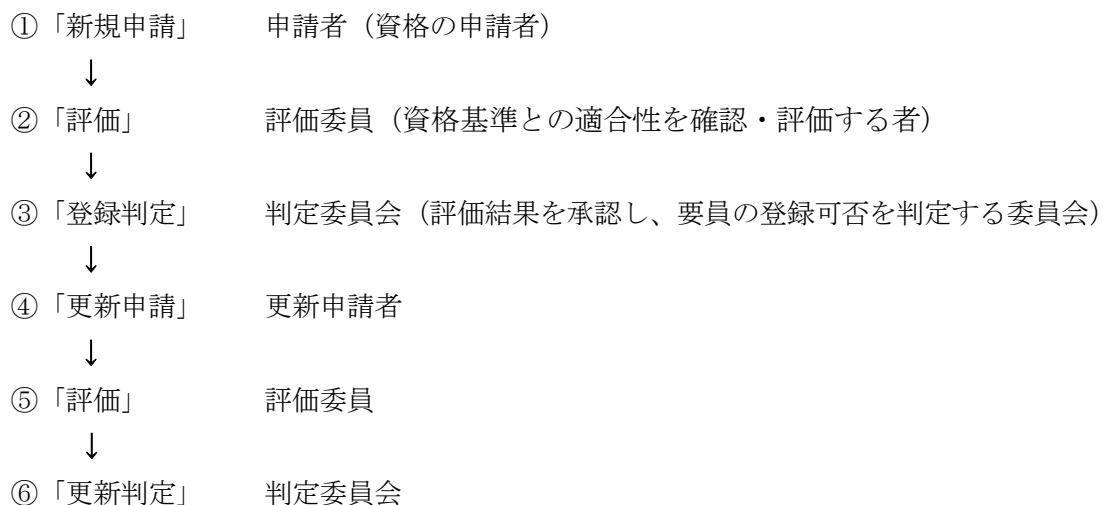 ①「新規申請」 申請者（資格の申請者）
↓
②「評価」 評価委員（資格基準との適合性を確認・評価する者）
↓
③「登録判定」 判定委員会（評価結果を承認し、要員の登録可否を判定する委員会）
↓
④「更新申請」 更新申請者
↓
⑤「評価」 評価委員
↓
⑥「更新判定」 判定委員会